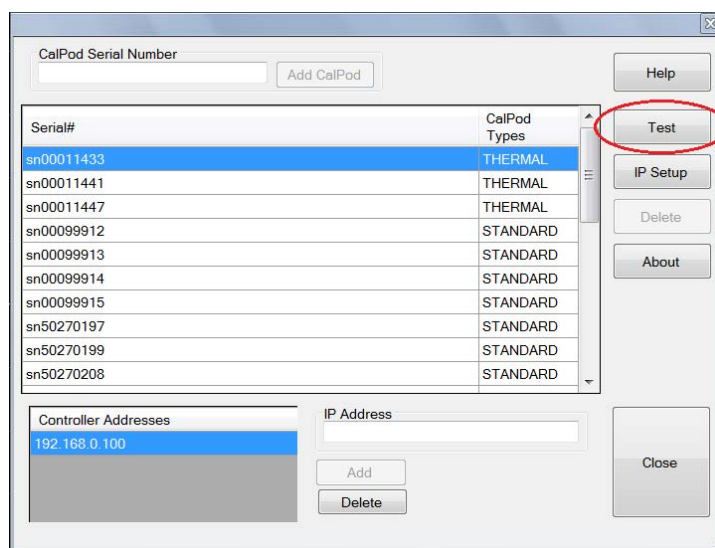 CalPod Serial Number
Add CalPod
Help
Serial#
CalPod
Types
Test
sn00011433 THERMAL
sn00011441 THERMAL
IP Setup
sn00011447 THERMAL
Delete
sn00099912 STANDARD
sn00099913 STANDARD
About
sn00099914 STANDARD
sn00099915 STANDARD
sn50270197 STANDARD
sn50270199 STANDARD
sn50270208 STANDARD
Controller Addresses
192.168.0.100
IP Address
Add
Delete
Close